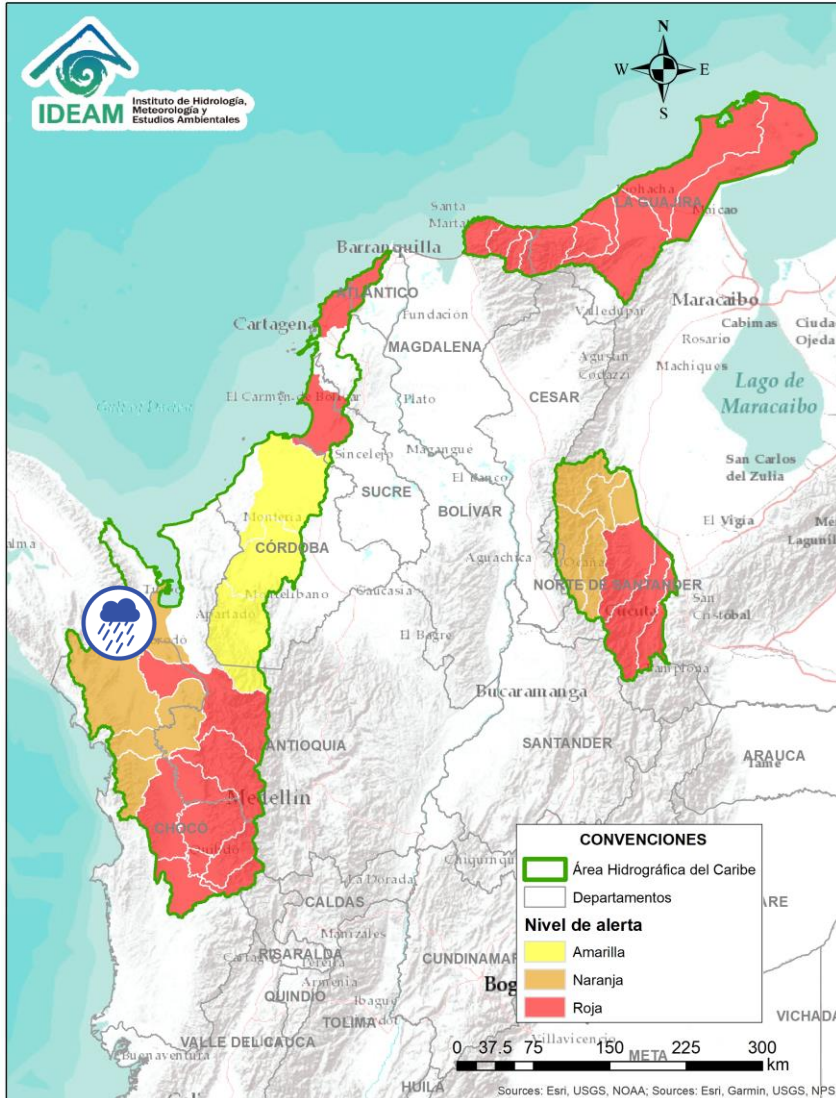 IDEAM
Instituto de Hidrología,
Meteorología y
Estudios Ambientales
N
W
E
S
Santa
Marta
Riohacha
LA GUAJIRA
Maicao
Barranquilla
ATLÁNTICO
Cartagena
Fundación
Valledupar
Maracaibo
Cabimas
Ciudad
Ojeda
Rosario
MAGDALENA
Agustín
Codazzi
Machiques
CESAR
El Carmen de Bolívar
Plato
Lago de
Maracaibo
Sincelejo
Magangue
San Carlos
del Zulia
SUCRE
El Banco
BOLÍVAR
El Vigía
Montería
CÓRDOBA
Aguachica
Ocaña
NORTE DE SANTANDER
Caucasia
Montelíbano
Apartadó
San
Cristóbal
Cúcuta
El Bagre
Pamplona
Bucaramanga
SANTANDER
ARAUCA
Tame
ANTIOQUIA
Medellín
CHOCÓ
Quibdó
La Dorada
CALDAS
Manizales
RISARALDA
Pereira
Armenia
QUINDÍO
Ibague
TOLIMA
VALLE DEL CAUCA
Buenaventura
HUILA
Villavicencio
META
VICHADA
CONVENCIONES
Área Hidrográfica del Caribe
Departamentos
Nivel de alerta
Amarilla
Naranja
Roja
0 37.5 75 150 225 300
km
Sources: Esri, USGS, NOAA; Sources: Esri, Garmin, USGS, NPS